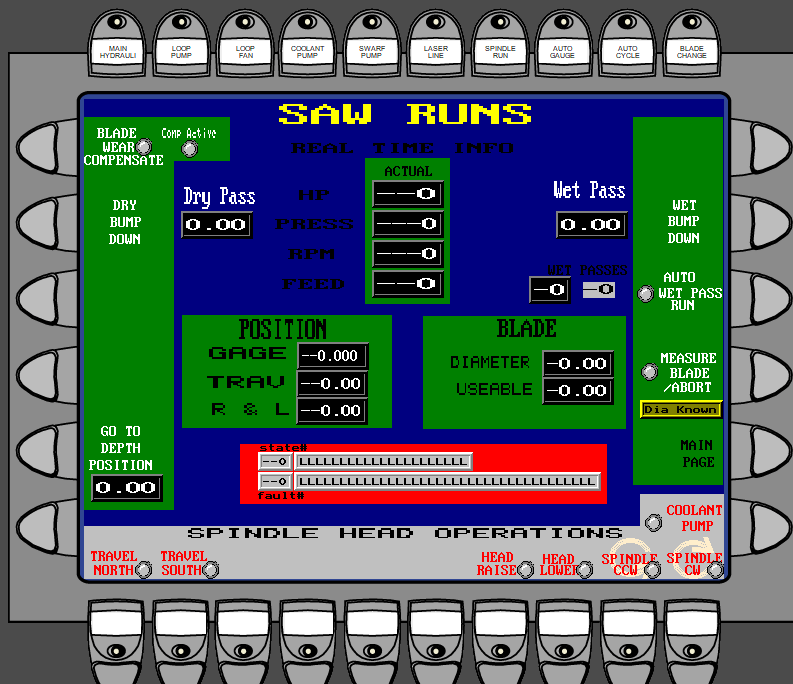 MAIN
HYDRAULI
LOOP
PUMP
LOOP
FAN
COOLANT
PUMP
SWARF
PUMP
LASER
LINE
SPINDLE
RUN
AUTO
GAUGE
AUTO
CYCLE
BLADE
CHANGE
SAW RUNS
REAL TIME INFO
BLADE
WEAR
COMPENSATE
Comp Active
ACTUAL
Dry Pass
0.00
HP
---0
PRESS
---0
RPM
---0
FEED
---0
Wet Pass
0.00
WET PASSES
-0
-0
DRY
BUMP
DOWN
WET
BUMP
DOWN
AUTO
WET PASS
RUN
POSITION
GAGE --0.000
TRAV --0.00
R & L --0.00
BLADE
DIAMETER -0.00
USEABLE -0.00
MEASURE
BLADE
/ABORT
Dia Known
MAIN
PAGE
GO TO
DEPTH
POSITION
0.00
state#
--0 LLLLLLLLLLLLLLLLLLLLL
--0 LLLLLLLLLLLLLLLLLLLLLLLLLLLLLLLLLLLLL
fault#
COOLANT
PUMP
SPINDLE HEAD OPERATIONS
TRAVEL
NORTH
TRAVEL
SOUTH
HEAD
RAISE
HEAD
LOWER
SPINDLE
CCW
SPINDLE
CW